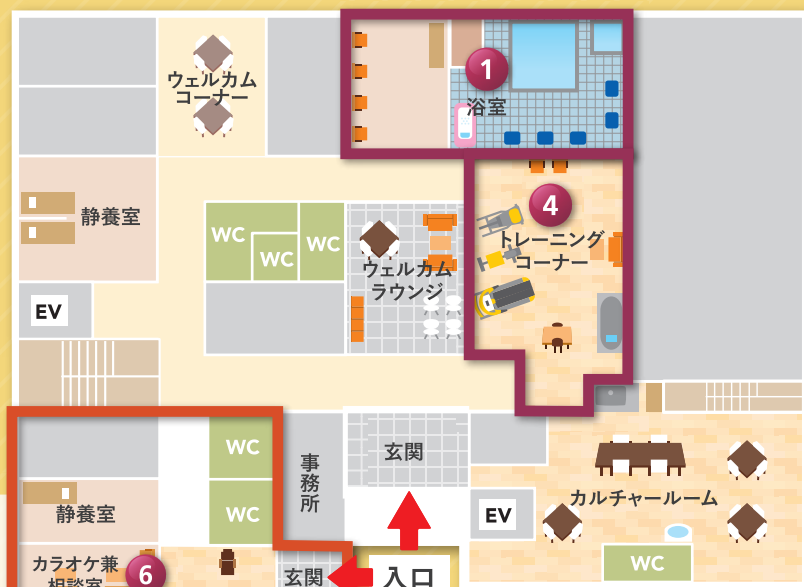 ウェルカム
コーナー
1
浴室
静養室
4
トレーニング
コーナー
WC
WC
WC
ウェルカム
ラウンジ
EV
WC
事務所
玄関
カルチャールーム
静養室
WC
EV
カラオケ兼
相談室
6
玄関
入口
WC